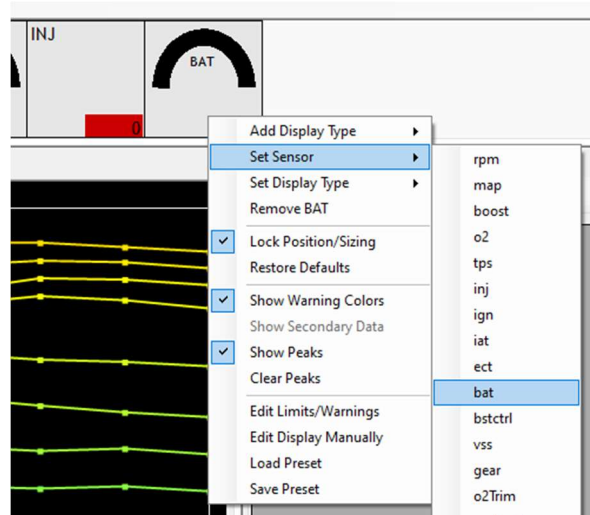 INJ
BAT
0
Add Display Type
Set Sensor
Set Display Type
Remove BAT
Lock Position/Sizing
Restore Defaults
Show Warning Colors
Show Secondary Data
Show Peaks
Clear Peaks
Edit Limits/Warnings
Edit Display Manually
Load Preset
Save Preset
rpm
map
boost
o2
tps
inj
ign
iat
ect
bat
bstctrl
vss
gear
o2Trim